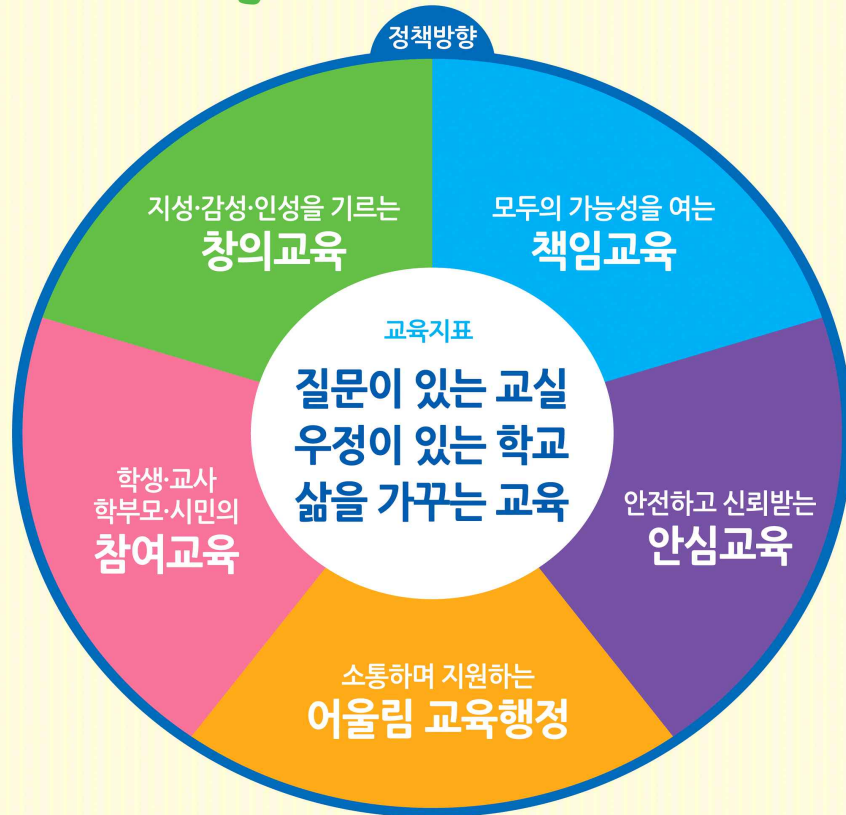 정책방향
지성·감성·인성을 기르는
창의교육
모두의 가능성을 여는
책임교육
교육지표
질문이 있는 교실
우정이 있는 학교
삶을 가꾸는 교육
학생·교사
학부모·시민의
참여교육
안전하고 신뢰받는
안심교육
소통하며 지원하는
어울림 교육행정